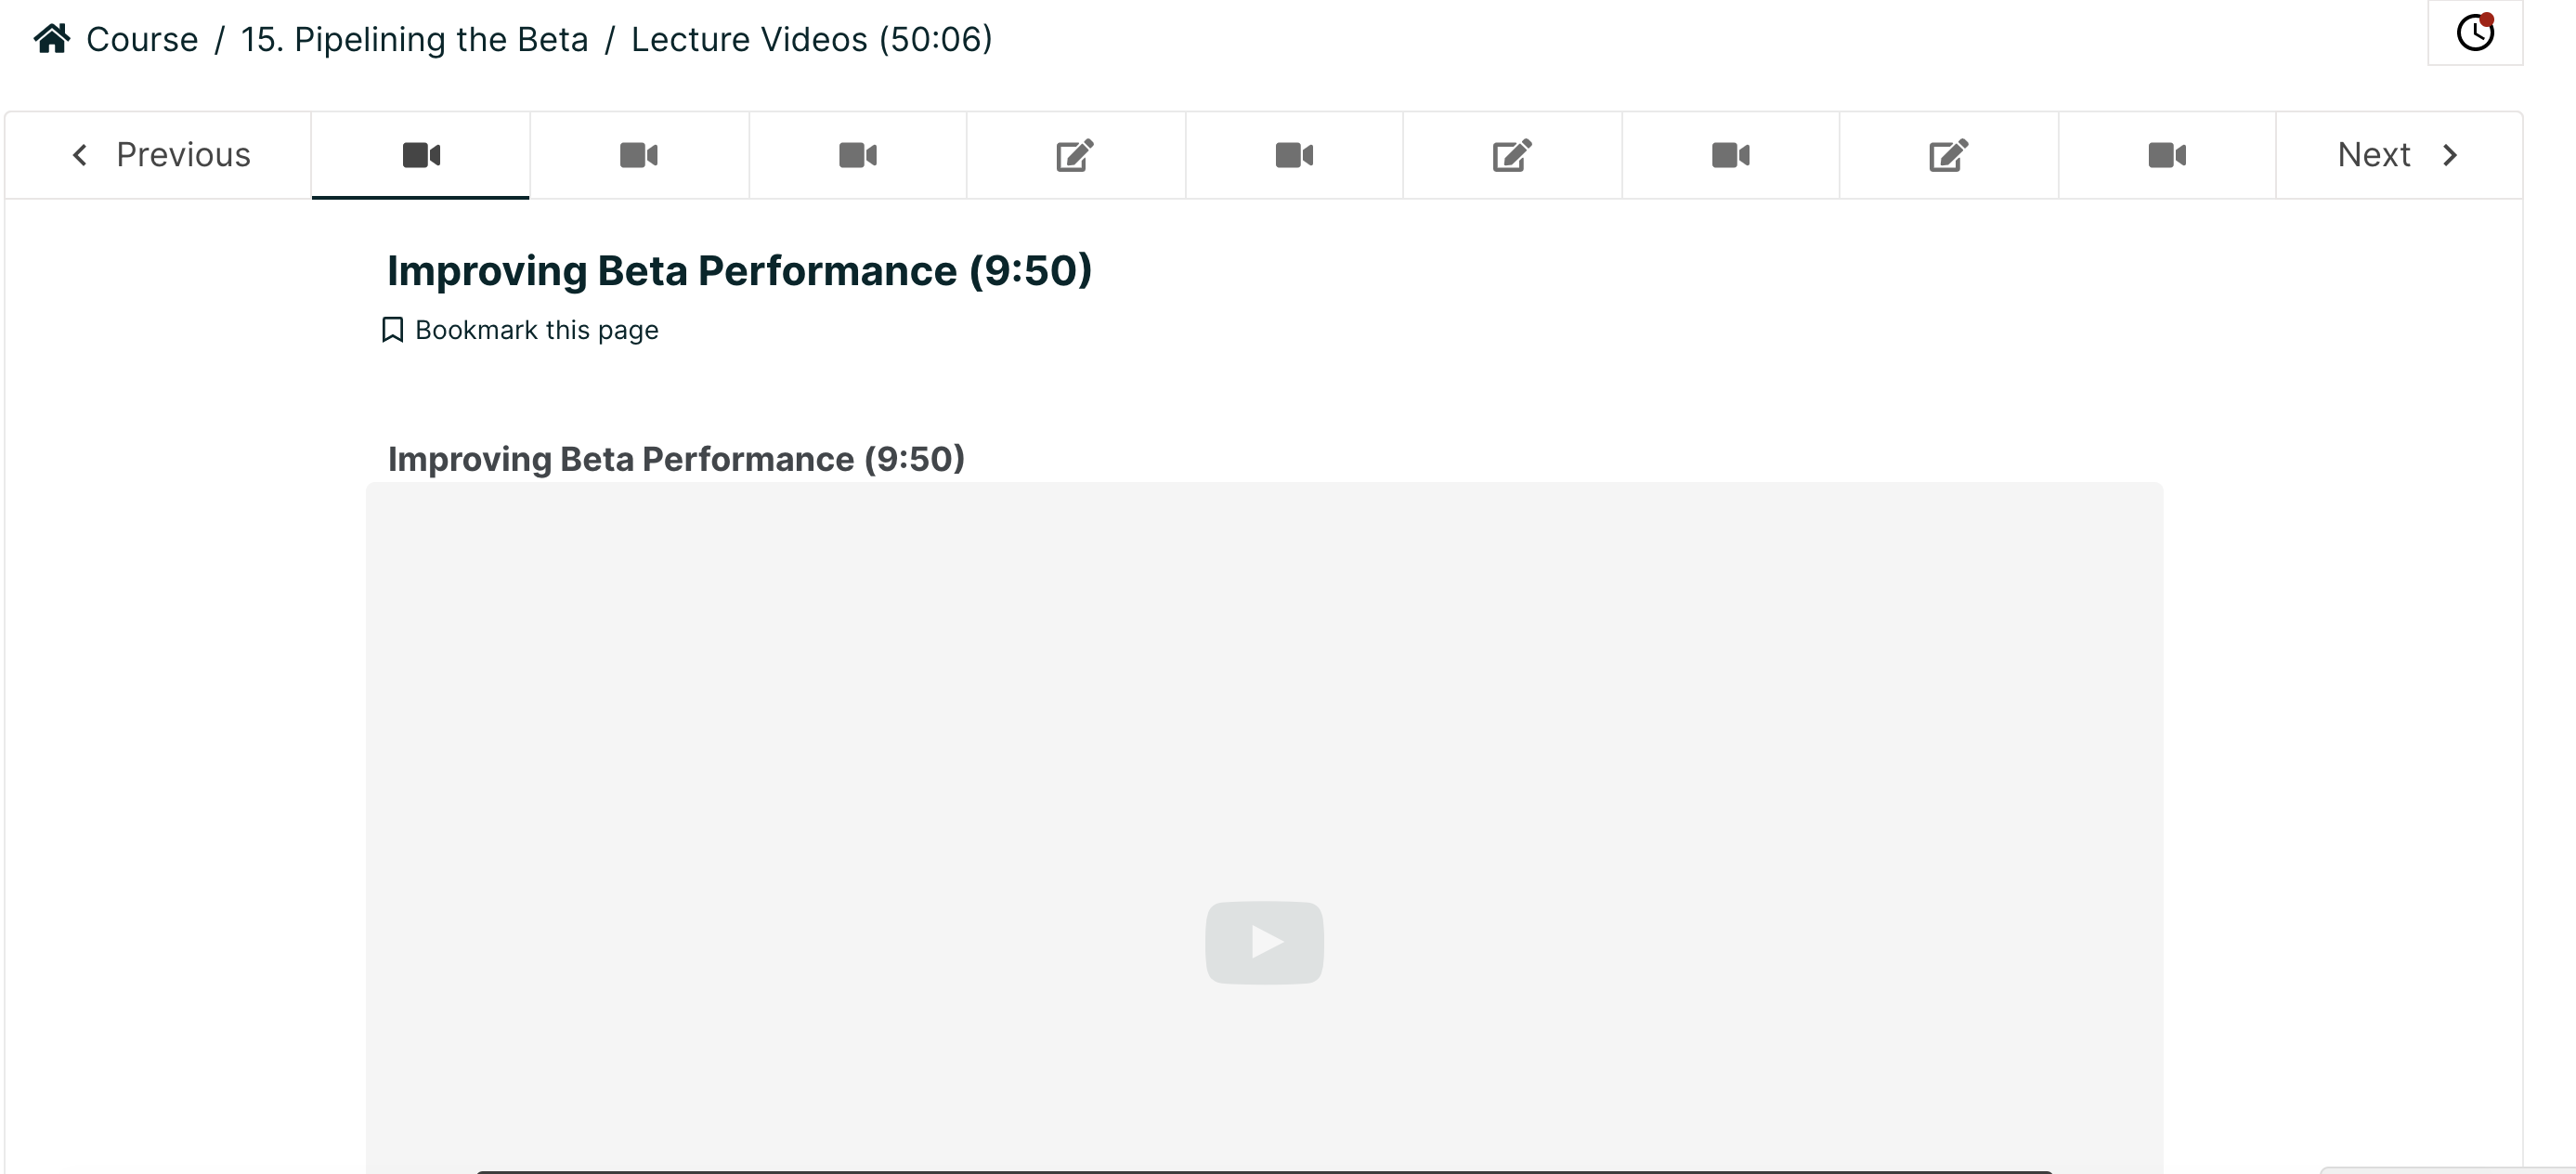 Course / 15. Pipelining the Beta / Lecture Videos (50:06)
Previous
Next
Improving Beta Performance (9:50)
Bookmark this page
Improving Beta Performance (9:50)